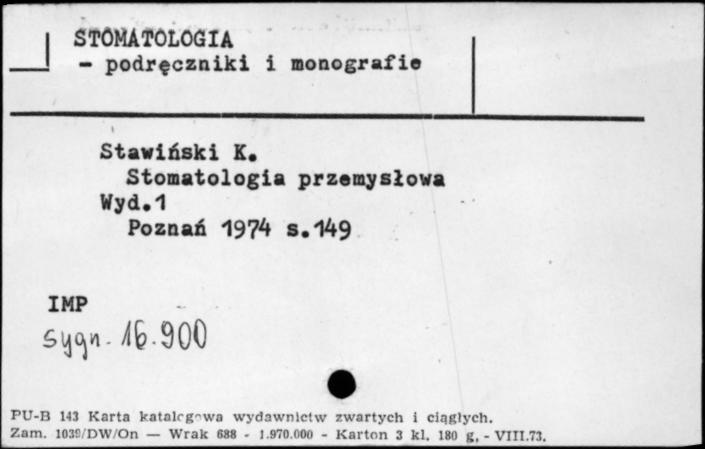 STOMATOLOGIA
- podręczniki i monografie
Stawiński K.
Stomatologia przemysłowa
Wyd.1
Poznań 1974 s.149
IMP
sygn. 16.900
PU-B 143 Karta katalogowa wydawnictw zwartych i ciągłych.
Zam. 1039/DW/On — Wrak 688 - 1.970.000 - Karton 3 kl. 180 g. - VIII.73.